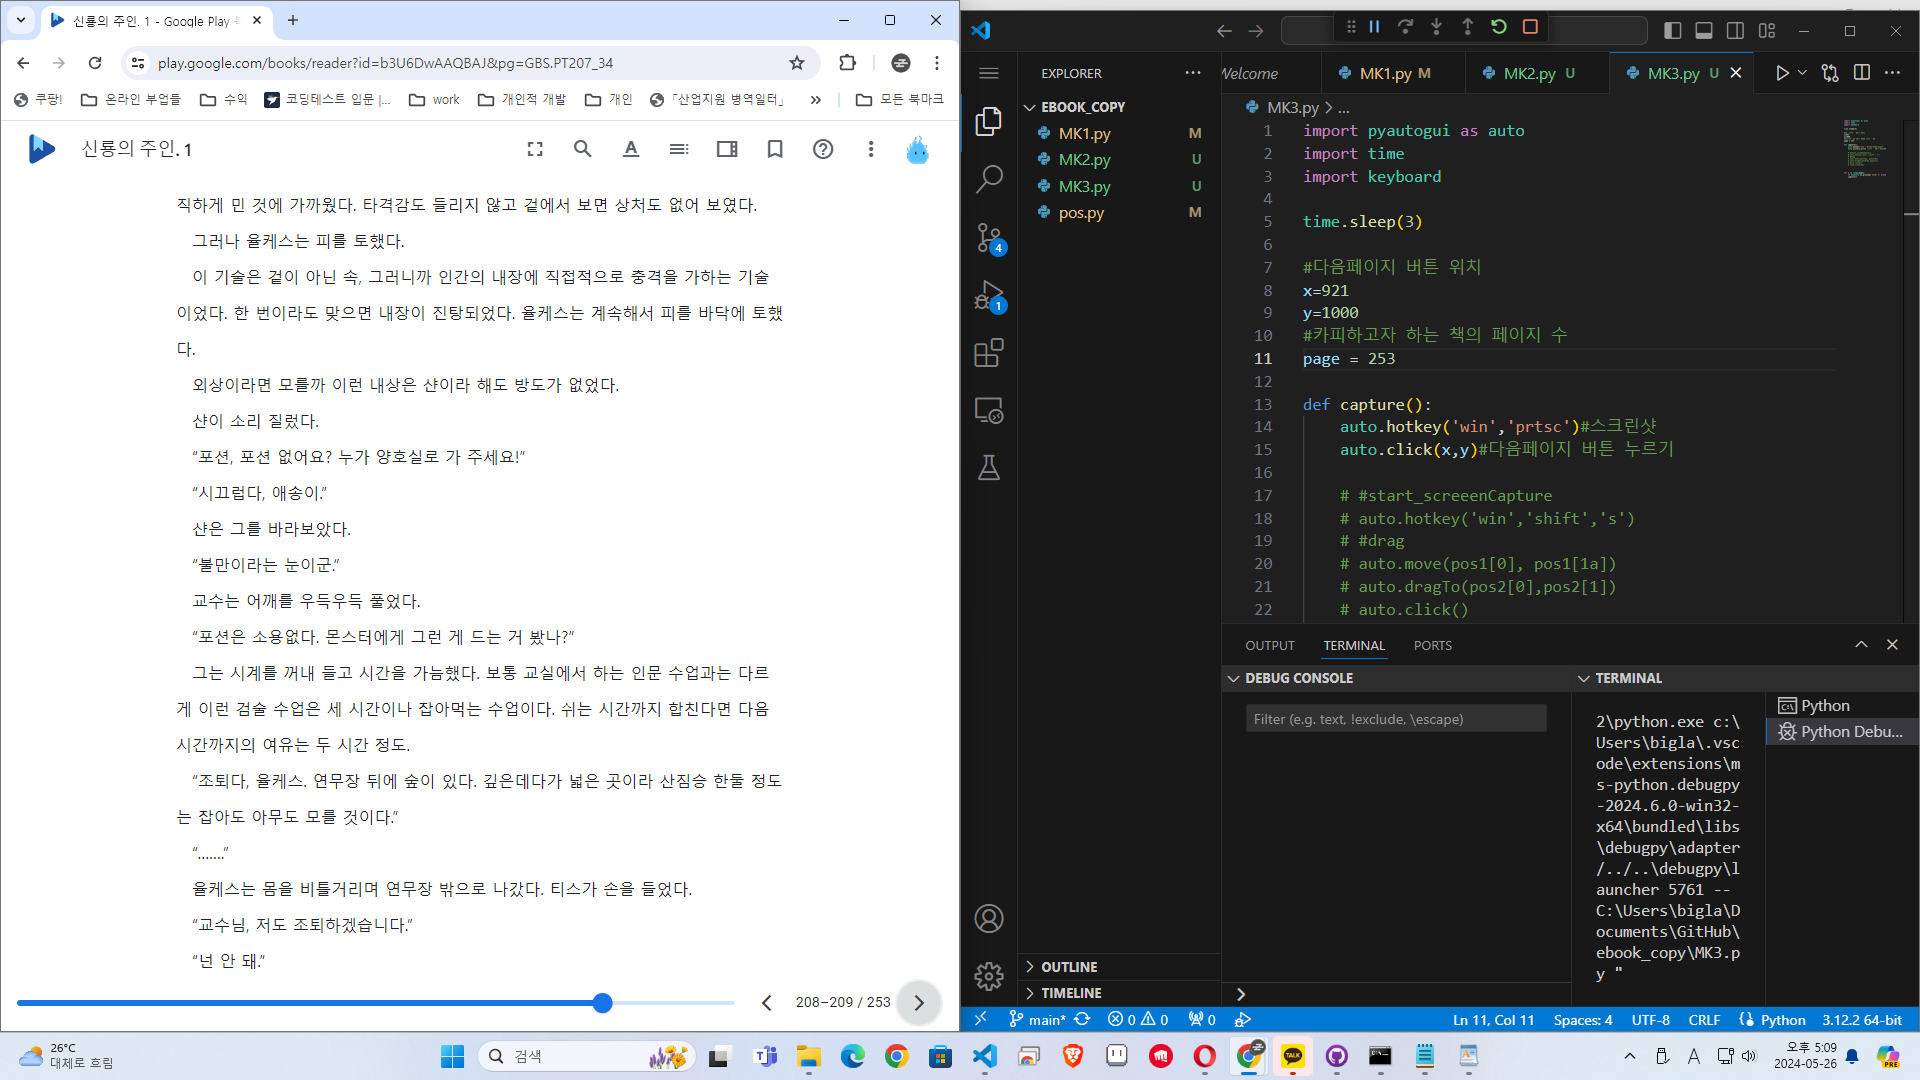 신룡의 주인. 1 - Google Play
play.google.com/books/reader?id=b3U6DwAAQBAJ&pg=GBS.PT207_34
쿠팡!
온라인 부업들
수익
코딩테스트 입문 |...
work
개인적 개발
개인
「산업지원 병역일터」
»
모든 북마크
신룡의 주인. 1
직하게 민 것에 가까웠다. 타격감도 들리지 않고 겉에서 보면 상처도 없어 보였다.
그러나 율케스는 피를 토했다.
이 기술은 겉이 아닌 속, 그러니까 인간의 내장에 직접적으로 충격을 가하는 기술
이었다. 한 번이라도 맞으면 내장이 진탕되었다. 율케스는 계속해서 피를 바닥에 토했
다.
외상이라면 모를까 이런 내상은 샨이라 해도 방도가 없었다.
샨이 소리 질렀다.
“포션, 포션 없어요? 누가 양호실로 가 주세요!”
“시끄럽다, 애송이.”
샨은 그를 바라보았다.
“불만이라는 눈이군.”
교수는 어깨를 우득우득 풀었다.
“포션은 소용없다. 몬스터에게 그런 게 드는 거 봤나?”
그는 시계를 꺼내 들고 시간을 가늠했다. 보통 교실에서 하는 인문 수업과는 다르
게 이런 검술 수업은 세 시간이나 잡아먹는 수업이다. 쉬는 시간까지 합친다면 다음
시간까지의 여유는 두 시간 정도.
“조퇴다, 율케스. 연무장 뒤에 숲이 있다. 깊은데다가 넓은 곳이라 산짐승 한둘 정도
는 잡아도 아무도 모를 것이다.”
“…….”
율케스는 몸을 비틀거리며 연무장 밖으로 나갔다. 티스가 손을 들었다.
“교수님, 저도 조퇴하겠습니다.”
“넌 안 돼.”
208–209 / 253
EXPLORER
EBOOK_COPY
MK1.py M
MK2.py U
MK3.py U
pos.py M
4
1
OUTLINE
TIMELINE
Welcome
MK1.py M
MK2.py U
MK3.py U
MK3.py > ...
1 import pyautogui as auto
2 import time
3 import keyboard
4
5 time.sleep(3)
6
7 #다음페이지 버튼 위치
8 x=921
9 y=1000
10 #카피하고자 하는 책의 페이지 수
11 page = 253
12
13 def capture():
14 auto.hotkey('win','prtsc')#스크린샷
15 auto.click(x,y)#다음페이지 버튼 누르기
16
17 # #start_screeenCapture
18 # auto.hotkey('win','shift','s')
19 # #drag
20 # auto.move(pos1[0], pos1[1a])
21 # auto.dragTo(pos2[0],pos2[1])
22 # auto.click()
OUTPUT TERMINAL PORTS
DEBUG CONSOLE
Filter (e.g. text, !exclude, \escape)
TERMINAL
2\python.exe c:\
Users\bigla\.vsc
ode\extensions\m
s-python.debugpy
-2024.6.0-win32-
x64\bundled\libs
\debugpy\adapter
/../..\debugpy\l
auncher 5761 --
C:\Users\bigla\D
ocuments\GitHub\
ebook_copy\MK3.p
y "
Python
Python Debu...
main* 0 0 0
Ln 11, Col 11 Spaces: 4 UTF-8 CRLF Python 3.12.2 64-bit
26°C
대체로 흐림
검색
TALK
A
오후 5:09
2024-05-26
PRE